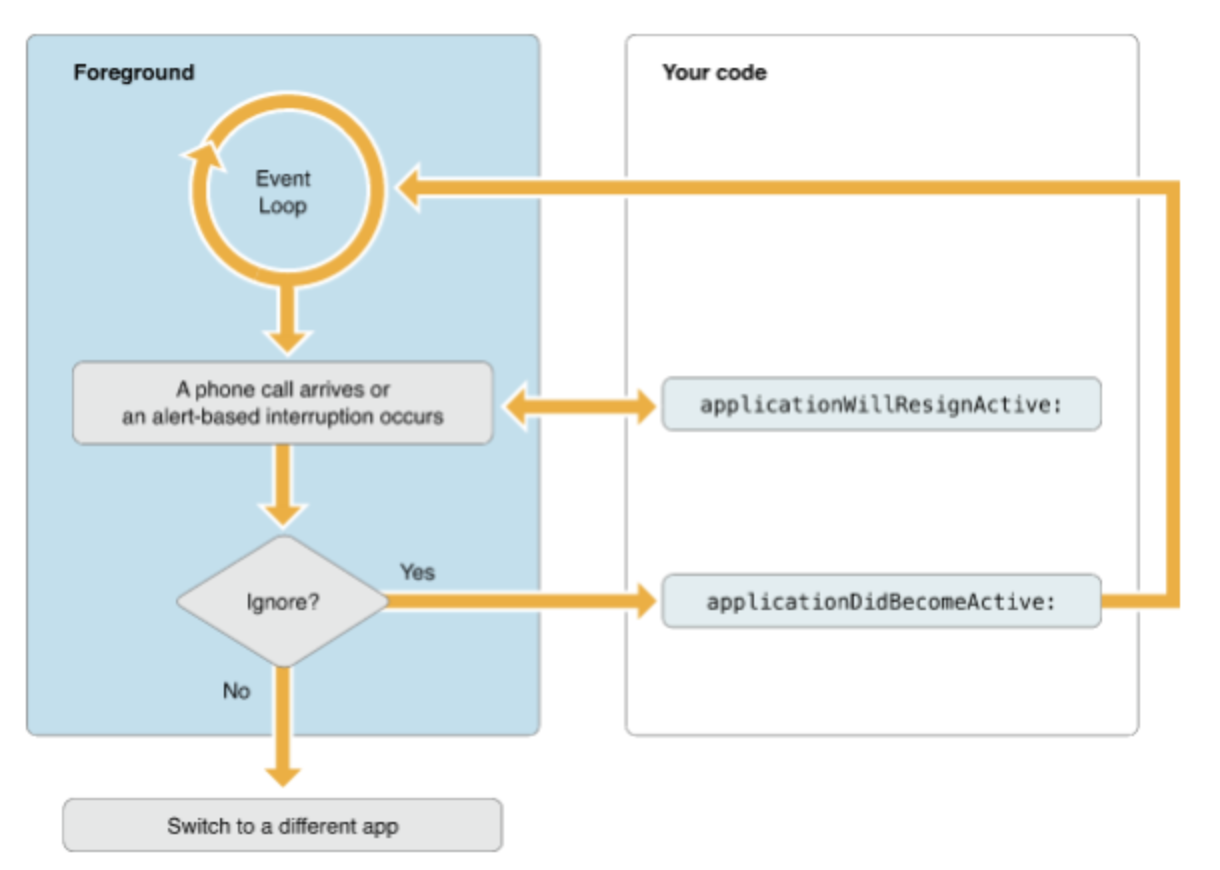 Foreground
Your code
Event
Loop
A phone call arrives or
an alert-based interruption occurs
applicationWillResignActive:
Yes
Ignore?
applicationDidBecomeActive:
No
Switch to a different app